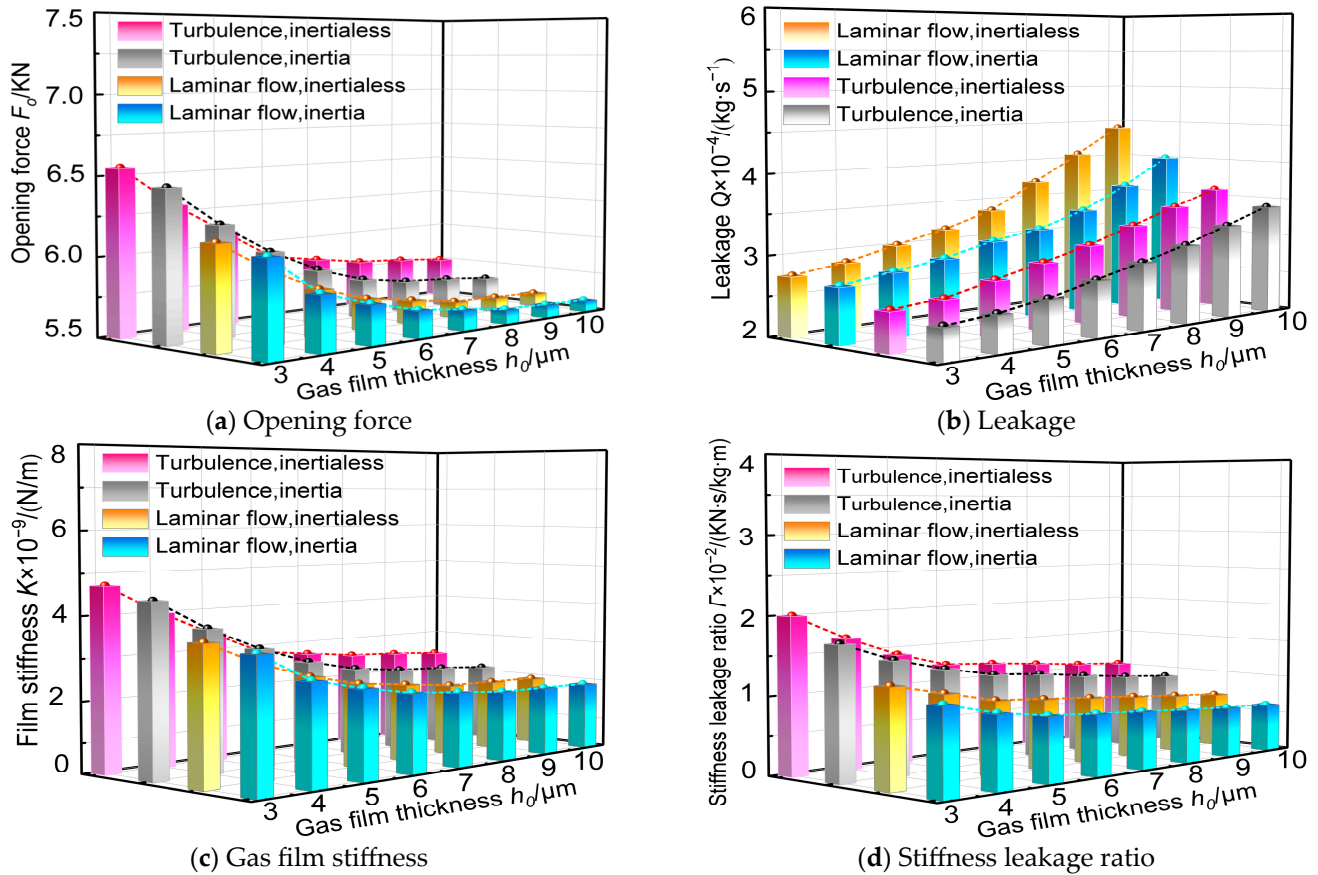 Opening force F₀/KN
7.5
7.0
6.5
6.0
5.5
Turbulence,inertialess
Turbulence,inertia
Laminar flow,inertialess
Laminar flow,inertia
3 4 5 6 7 8 9 10
Gas film thickness h₀/μm
(a) Opening force
Leakage Q×10⁻⁴/(kg·s⁻¹)
6
5
4
3
2
Laminar flow,inertialess
Laminar flow,inertia
Turbulence,inertialess
Turbulence,inertia
3 4 5 6 7 8 9 10
Gas film thickness h₀/μm
(b) Leakage
Film stiffness K×10⁻⁹/(N/m)
8
6
4
2
0
Turbulence,inertialess
Turbulence,inertia
Laminar flow,inertialess
Laminar flow,inertia
3 4 5 6 7 8 9 10
Gas film thickness h₀/μm
(c) Gas film stiffness
Stiffness leakage ratio Γ×10⁻²/(KN·s/kg·m)
4
3
2
1
0
Turbulence,inertialess
Turbulence,inertia
Laminar flow,inertialess
Laminar flow,inertia
3 4 5 6 7 8 9 10
Gas film thickness h₀/μm
(d) Stiffness leakage ratio